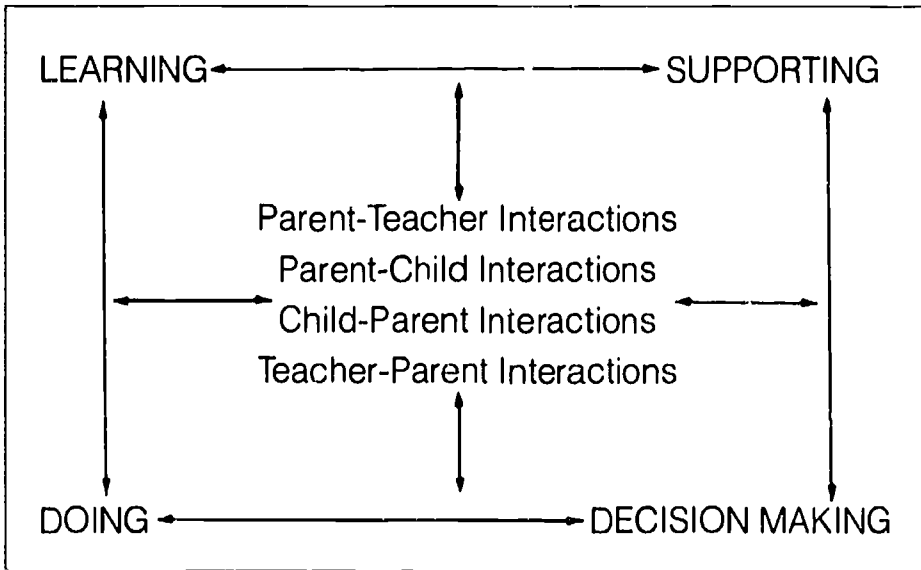 LEARNING SUPPORTING
Parent-Teacher Interactions
Parent-Child Interactions
Child-Parent Interactions
Teacher-Parent Interactions
DOING DECISION MAKING